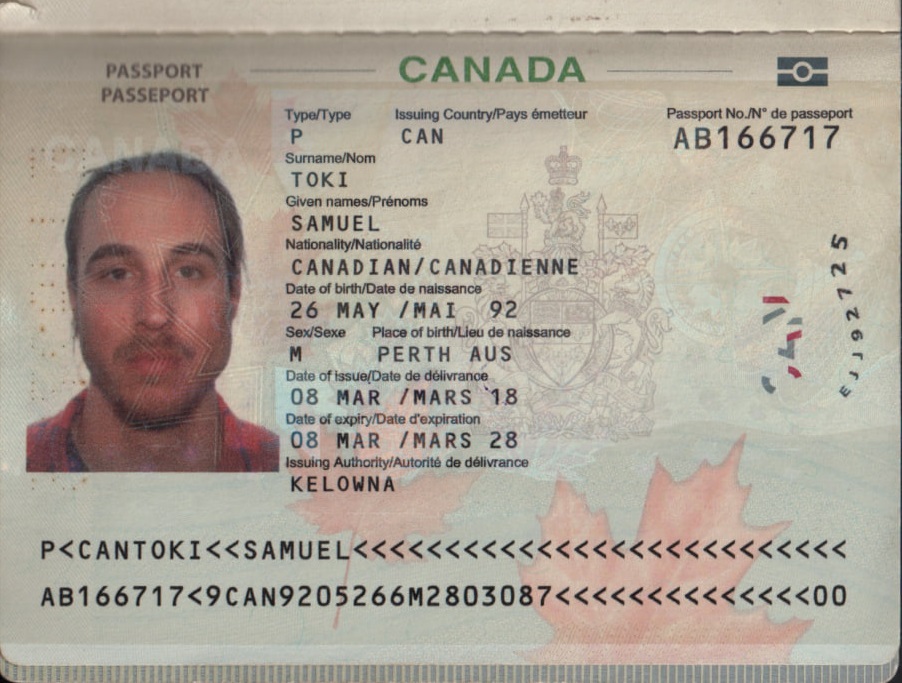 PASSPORT
PASSEPORT
CANADA
Type/Type Issuing Country/Pays émetteur Passport No./N° de passeport
P CAN AB166717
Surname/Nom
TOKI
Given names/Prénoms
SAMUEL
Nationality/Nationalité
CANADIAN/CANADIENNE
Date of birth/Date de naissance
26 MAY /MAI 92
Sex/Sexe Place of birth/Lieu de naissance
M PERTH AUS
Date of issue/Date de délivrance
08 MAR /MARS 18
Date of expiry/Date d'expiration
08 MAR /MARS 28
Issuing Authority/Autorité de délivrance
KELOWNA
EJ927725
CAN
P<CANTOKI<<SAMUEL<<<<<<<<<<<<<<<<<<<<<<<<<<<
AB166717<9CAN9205266M2803087<<<<<<<<<<<<<<00